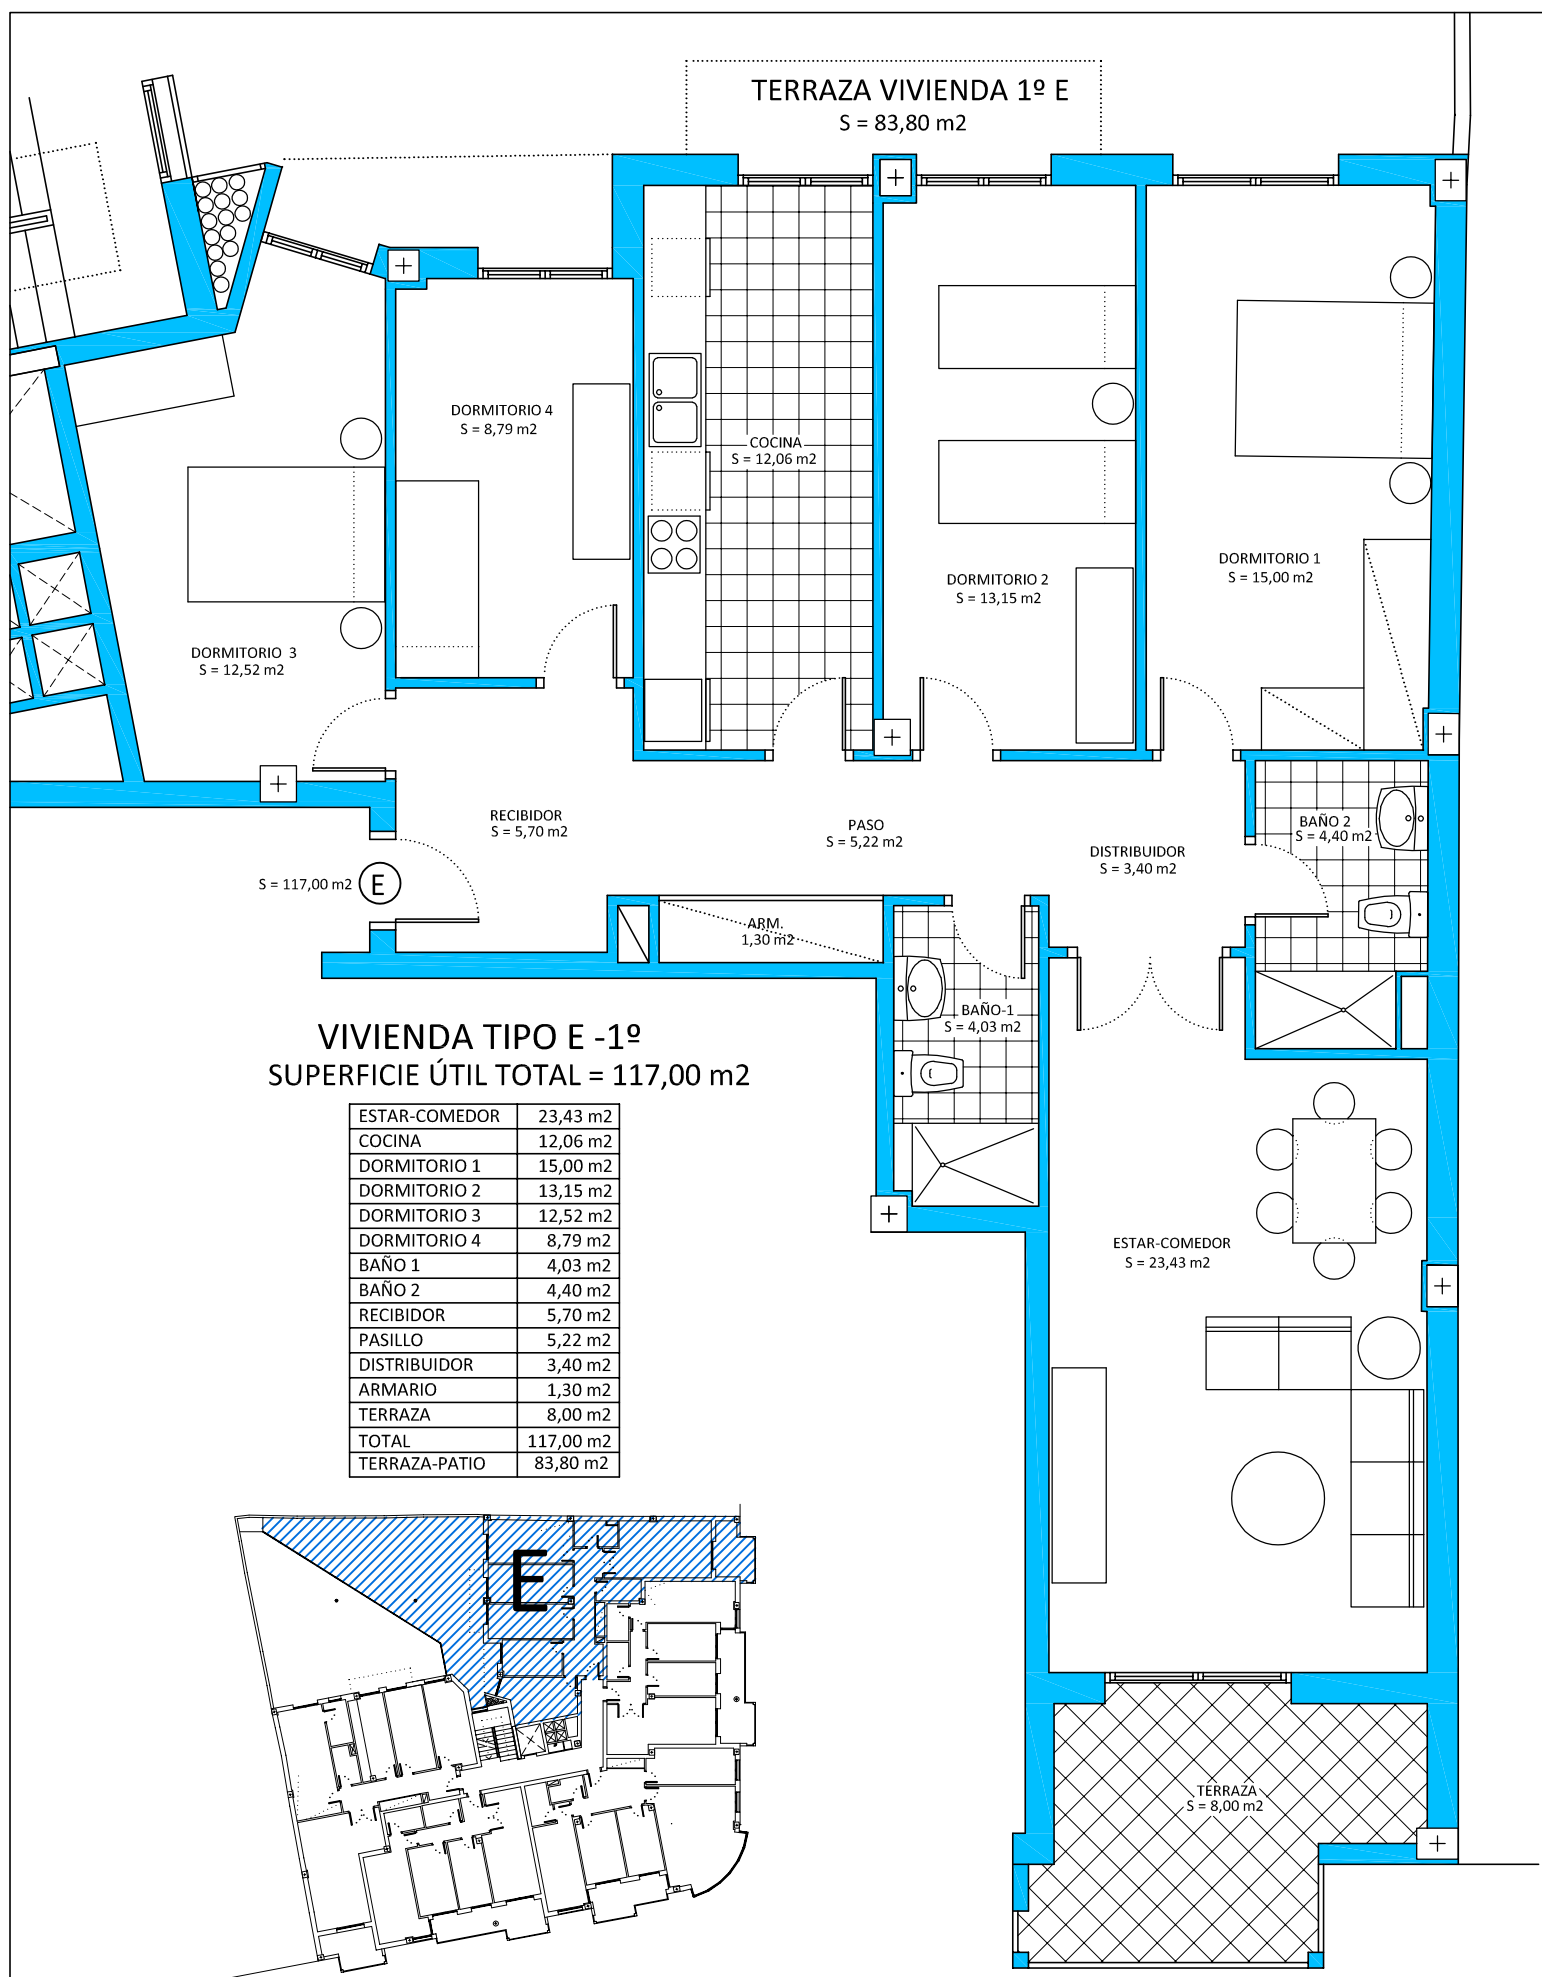 TERRAZA VIVIENDA 1º E
S = 83,80 m2
DORMITORIO 4
S = 8,79 m2
COCINA
S = 12,06 m2
DORMITORIO 2
S = 13,15 m2
DORMITORIO 1
S = 15,00 m2
DORMITORIO 3
S = 12,52 m2
RECIBIDOR
S = 5,70 m2
PASO
S = 5,22 m2
DISTRIBUIDOR
S = 3,40 m2
BAÑO 2
S = 4,40 m2
S = 117,00 m2
E
ARM.
1,30 m2
BAÑO-1
S = 4,03 m2
VIVIENDA TIPO E -1º
SUPERFICIE ÚTIL TOTAL = 117,00 m2
ESTAR-COMEDOR 23,43 m2
COCINA 12,06 m2
DORMITORIO 1 15,00 m2
DORMITORIO 2 13,15 m2
DORMITORIO 3 12,52 m2
DORMITORIO 4 8,79 m2
BAÑO 1 4,03 m2
BAÑO 2 4,40 m2
RECIBIDOR 5,70 m2
PASILLO 5,22 m2
DISTRIBUIDOR 3,40 m2
ARMARIO 1,30 m2
TERRAZA 8,00 m2
TOTAL 117,00 m2
TERRAZA-PATIO 83,80 m2
ESTAR-COMEDOR
S = 23,43 m2
E
TERRAZA
S = 8,00 m2